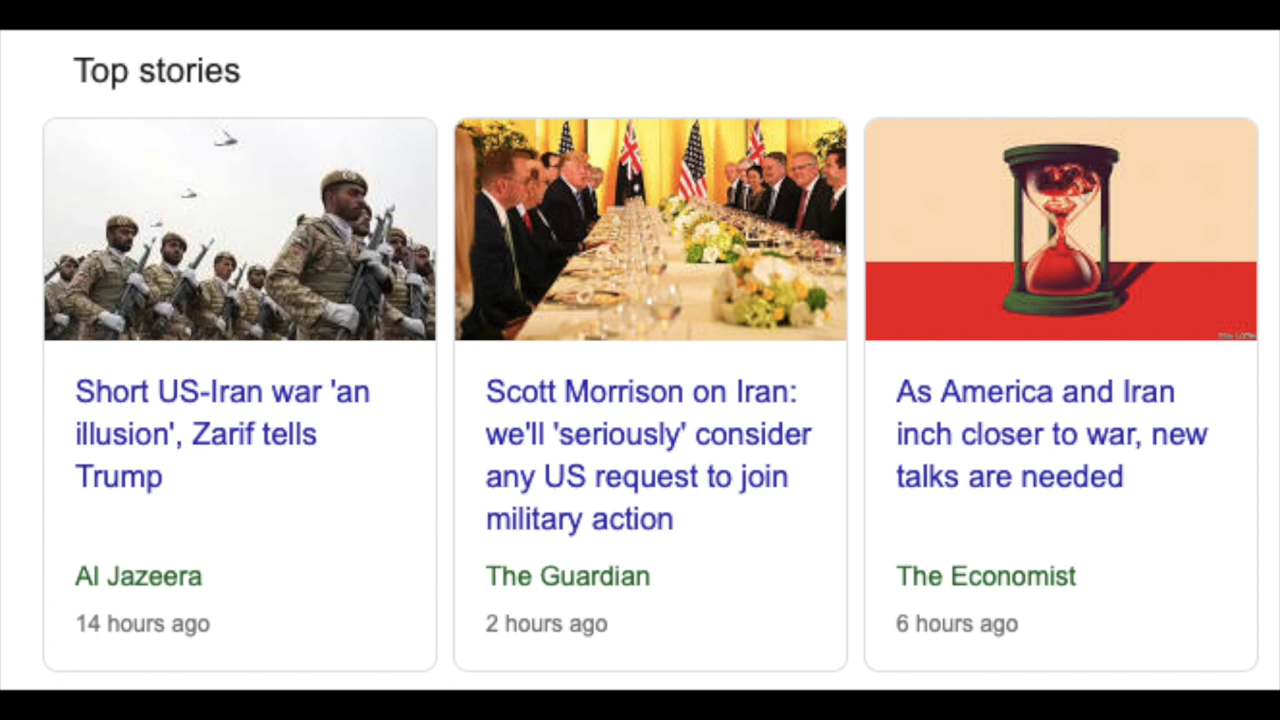 Top stories
Short US-Iran war 'an
illusion', Zarif tells
Trump
Al Jazeera
14 hours ago
Scott Morrison on Iran:
we'll 'seriously' consider
any US request to join
military action
The Guardian
2 hours ago
As America and Iran
inch closer to war, new
talks are needed
The Economist
6 hours ago